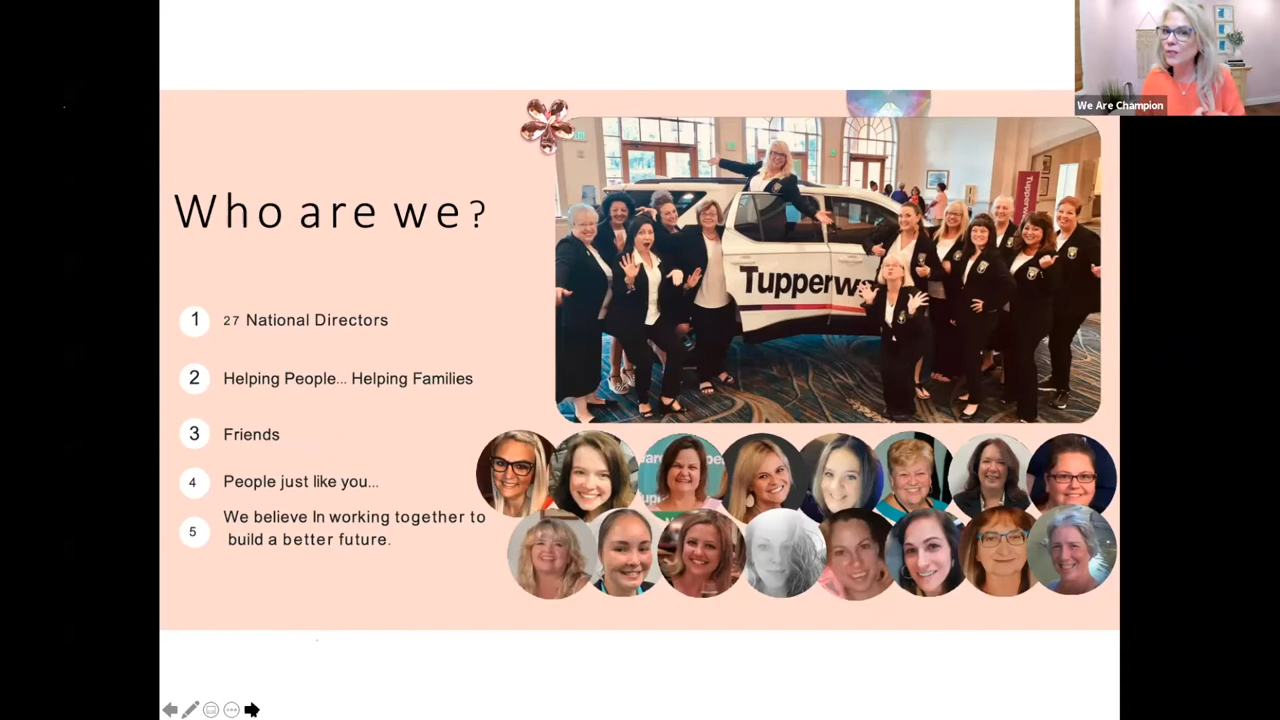 We Are Champion
Who are we?
Tupperw
Tupperw
1 27 National Directors
2 Helping People... Helping Families
3 Friends
4 People just like you...
5 We believe In working together to
build a better future.